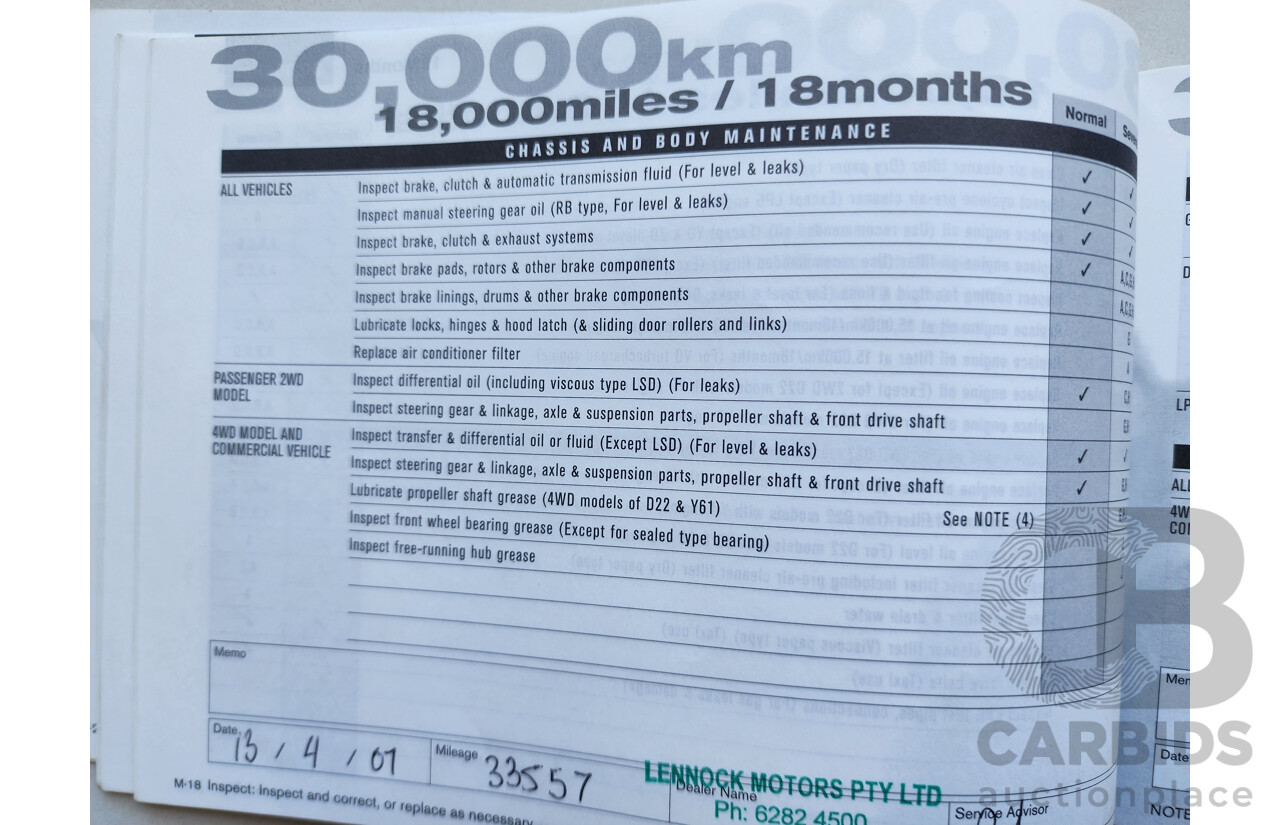 30,000km
18,000miles / 18months
Normal
CHASSIS AND BODY MAINTENANCE
ALL VEHICLES
Inspect brake, clutch & automatic transmission fluid (For level & leaks) ✓
Inspect manual steering gear oil (RB type, For level & leaks) ✓
Inspect brake, clutch & exhaust systems ✓
Inspect brake pads, rotors & other brake components ✓
Inspect brake linings, drums & other brake components
Lubricate locks, hinges & hood latch (& sliding door rollers and links)
Replace air conditioner filter
PASSENGER 2WD
MODEL
Inspect differential oil (including viscous type LSD) (For leaks) ✓
Inspect steering gear & linkage, axle & suspension parts, propeller shaft & front drive shaft
4WD MODEL AND
COMMERCIAL VEHICLE
Inspect transfer & differential oil or fluid (Except LSD) (For level & leaks) ✓
Inspect steering gear & linkage, axle & suspension parts, propeller shaft & front drive shaft ✓
Lubricate propeller shaft grease (4WD models of D22 & Y61) See NOTE (4)
Inspect front wheel bearing grease (Except for sealed type bearing)
Inspect free-running hub grease
Memo
Date 13 / 4 / 07
Mileage 33557
LENNOCK MOTORS PTY LTD
Dealer Name
Ph: 6282 4500
Service Advisor
M-18 Inspect: Inspect and correct, or replace as necessary
Date
NOTE
CARBIDS
auctionplace